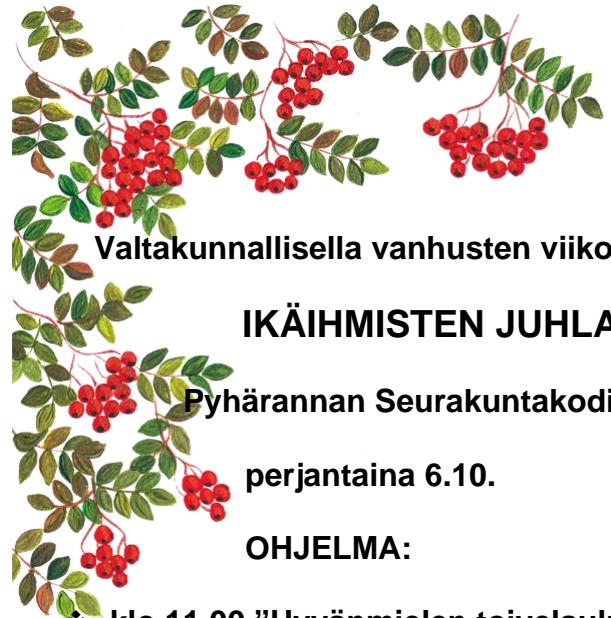 Valtakunnallisella vanhusten viiko
IKÄIHMISTEN JUHLA
Pyhärannan Seurakuntakodi
perjantaina 6.10.
OHJELMA: